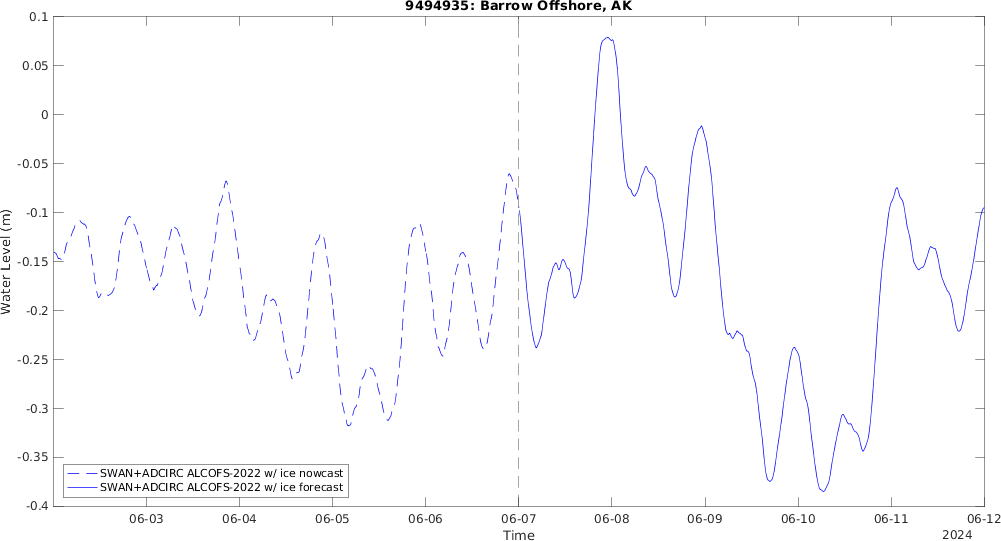 9494935: Barrow Offshore, AK
0.1
0.05
0
-0.05
-0.1
-0.15
-0.2
-0.25
-0.3
-0.35
-0.4
Water Level (m)
SWAN+ADCIRC ALCOFS-2022 w/ ice nowcast
SWAN+ADCIRC ALCOFS-2022 w/ ice forecast
06-03 06-04 06-05 06-06 06-07 06-08 06-09 06-10 06-11 06-12
Time
2024